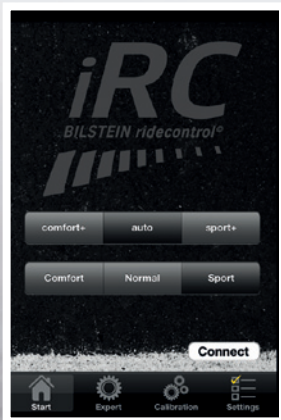 iRC
BILSTEIN ridecontrol©
comfort+ auto sport+
Comfort Normal Sport
Connect
Start Expert Calibration Settings